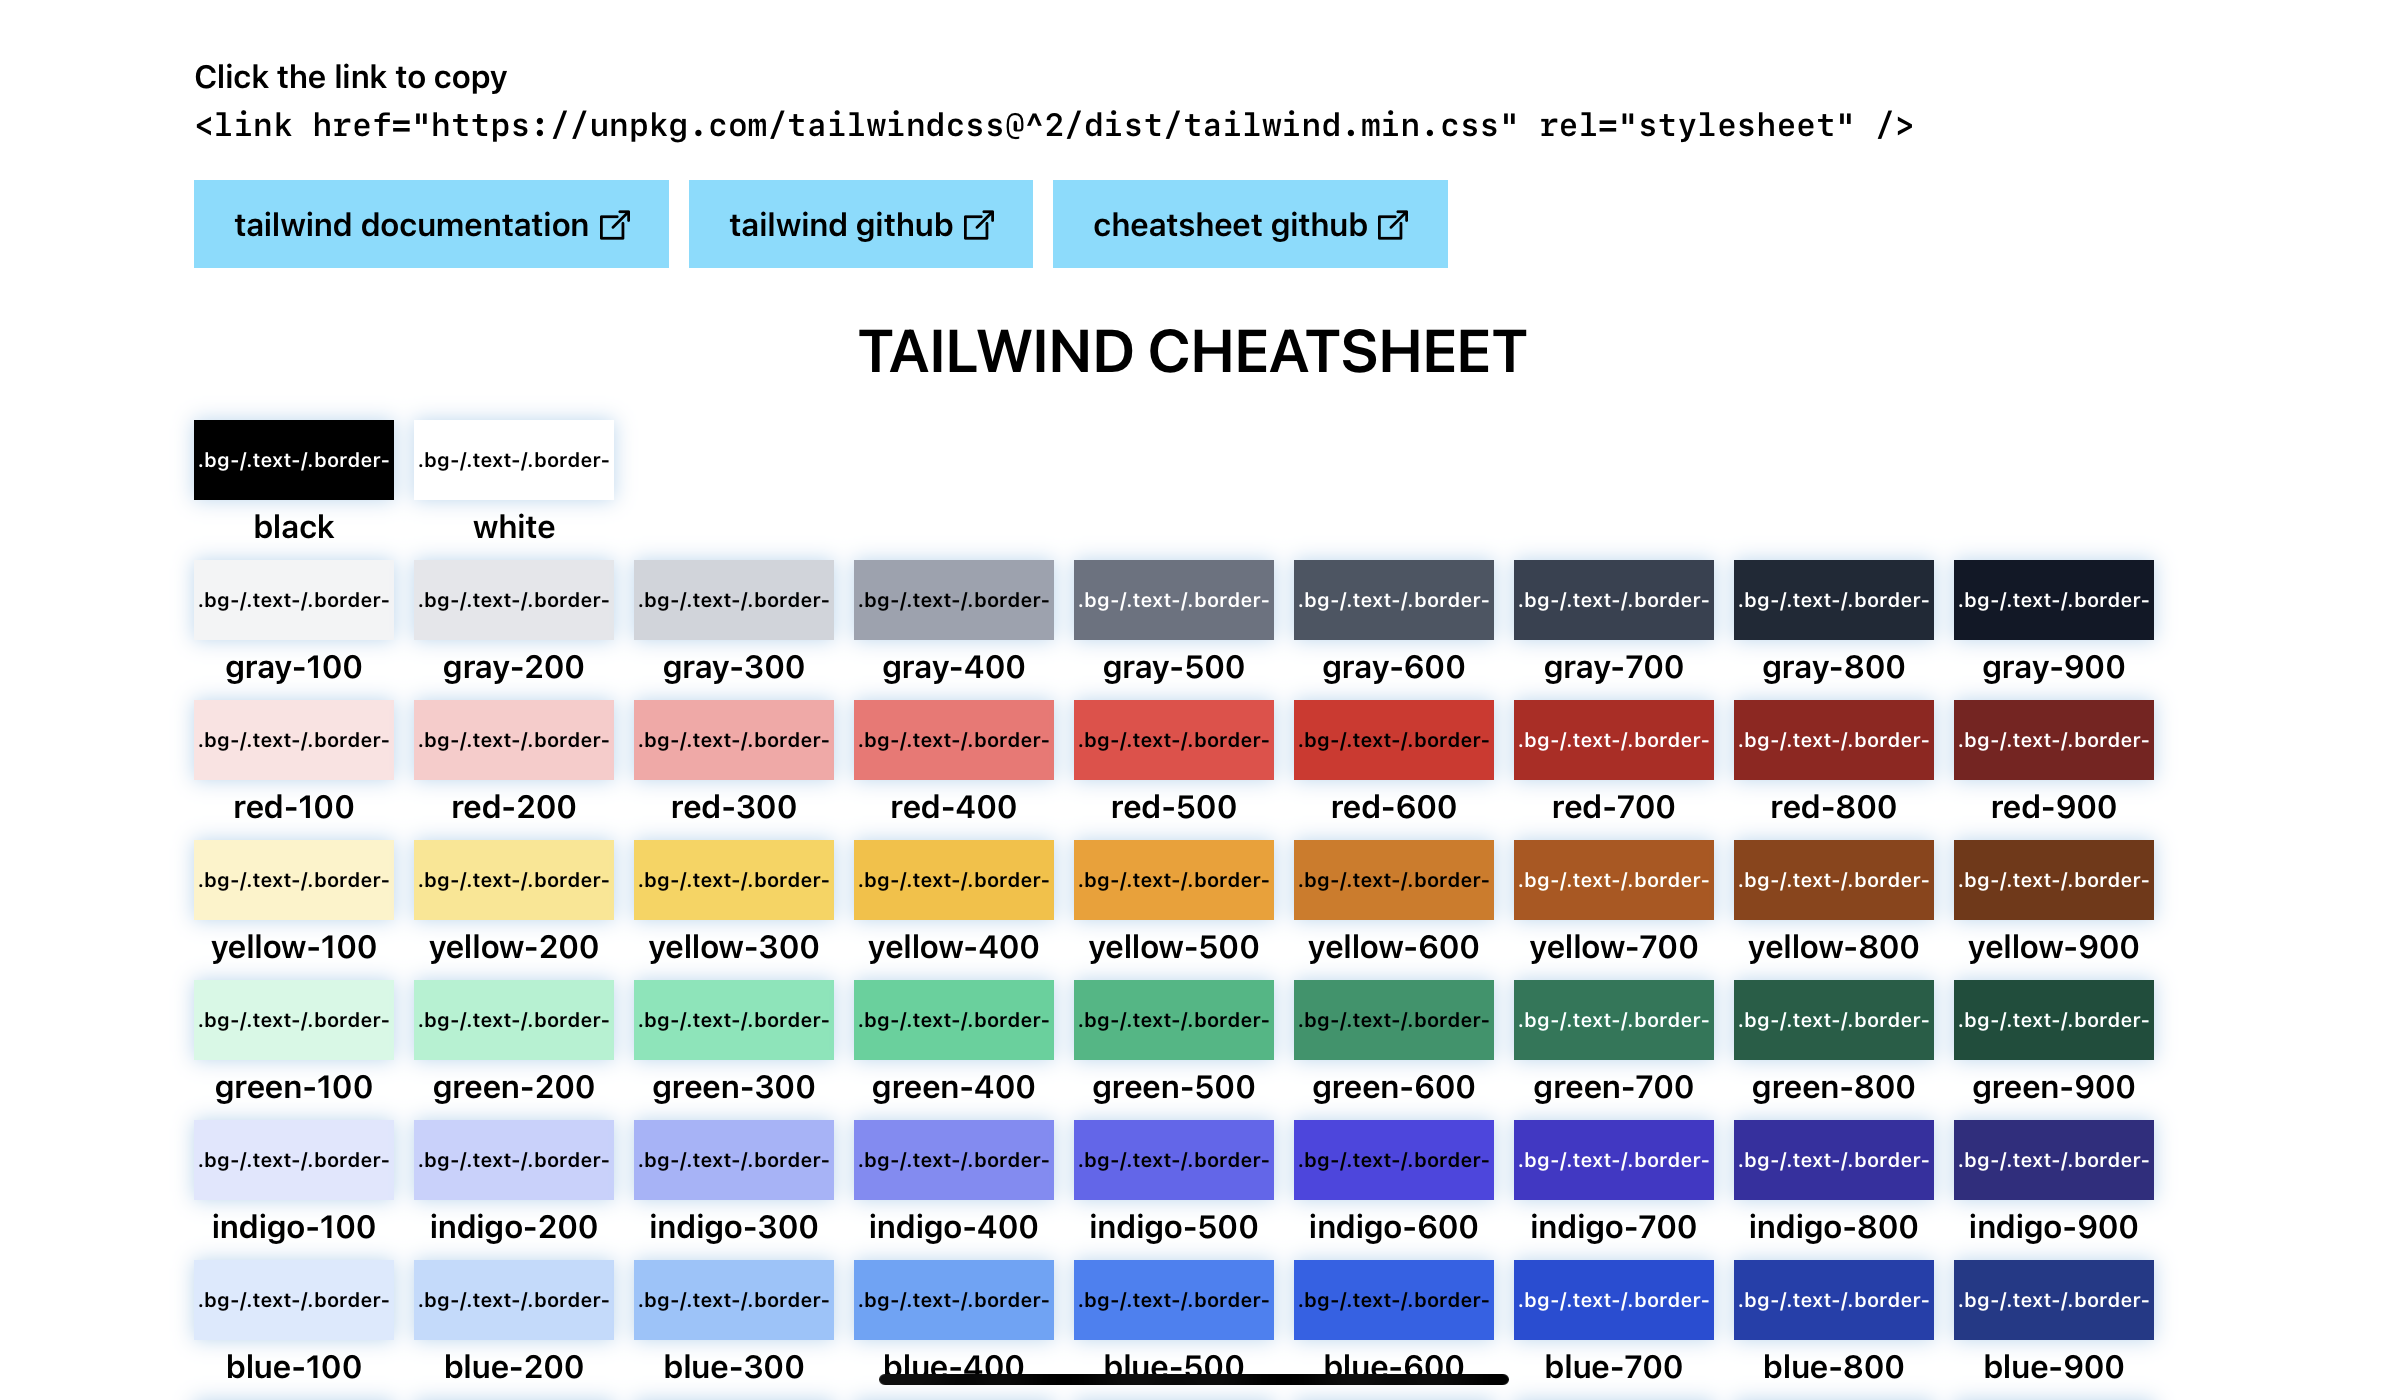 Click the link to copy
<link href="https://unpkg.com/tailwindcss@^2/dist/tailwind.min.css" rel="stylesheet" />
tailwind documentation tailwind github cheatsheet github
TAILWIND CHEATSHEET
.bg-/.text-/.border- .bg-/.text-/.border-
black white
.bg-/.text-/.border- .bg-/.text-/.border- .bg-/.text-/.border- .bg-/.text-/.border- .bg-/.text-/.border- .bg-/.text-/.border- .bg-/.text-/.border- .bg-/.text-/.border- .bg-/.text-/.border-
gray-100 gray-200 gray-300 gray-400 gray-500 gray-600 gray-700 gray-800 gray-900
.bg-/.text-/.border- .bg-/.text-/.border- .bg-/.text-/.border- .bg-/.text-/.border- .bg-/.text-/.border- .bg-/.text-/.border- .bg-/.text-/.border- .bg-/.text-/.border- .bg-/.text-/.border-
red-100 red-200 red-300 red-400 red-500 red-600 red-700 red-800 red-900
.bg-/.text-/.border- .bg-/.text-/.border- .bg-/.text-/.border- .bg-/.text-/.border- .bg-/.text-/.border- .bg-/.text-/.border- .bg-/.text-/.border- .bg-/.text-/.border- .bg-/.text-/.border-
yellow-100 yellow-200 yellow-300 yellow-400 yellow-500 yellow-600 yellow-700 yellow-800 yellow-900
.bg-/.text-/.border- .bg-/.text-/.border- .bg-/.text-/.border- .bg-/.text-/.border- .bg-/.text-/.border- .bg-/.text-/.border- .bg-/.text-/.border- .bg-/.text-/.border- .bg-/.text-/.border-
green-100 green-200 green-300 green-400 green-500 green-600 green-700 green-800 green-900
.bg-/.text-/.border- .bg-/.text-/.border- .bg-/.text-/.border- .bg-/.text-/.border- .bg-/.text-/.border- .bg-/.text-/.border- .bg-/.text-/.border- .bg-/.text-/.border- .bg-/.text-/.border-
indigo-100 indigo-200 indigo-300 indigo-400 indigo-500 indigo-600 indigo-700 indigo-800 indigo-900
.bg-/.text-/.border- .bg-/.text-/.border- .bg-/.text-/.border- .bg-/.text-/.border- .bg-/.text-/.border- .bg-/.text-/.border- .bg-/.text-/.border- .bg-/.text-/.border- .bg-/.text-/.border-
blue-100 blue-200 blue-300 blue-400 blue-500 blue-600 blue-700 blue-800 blue-900